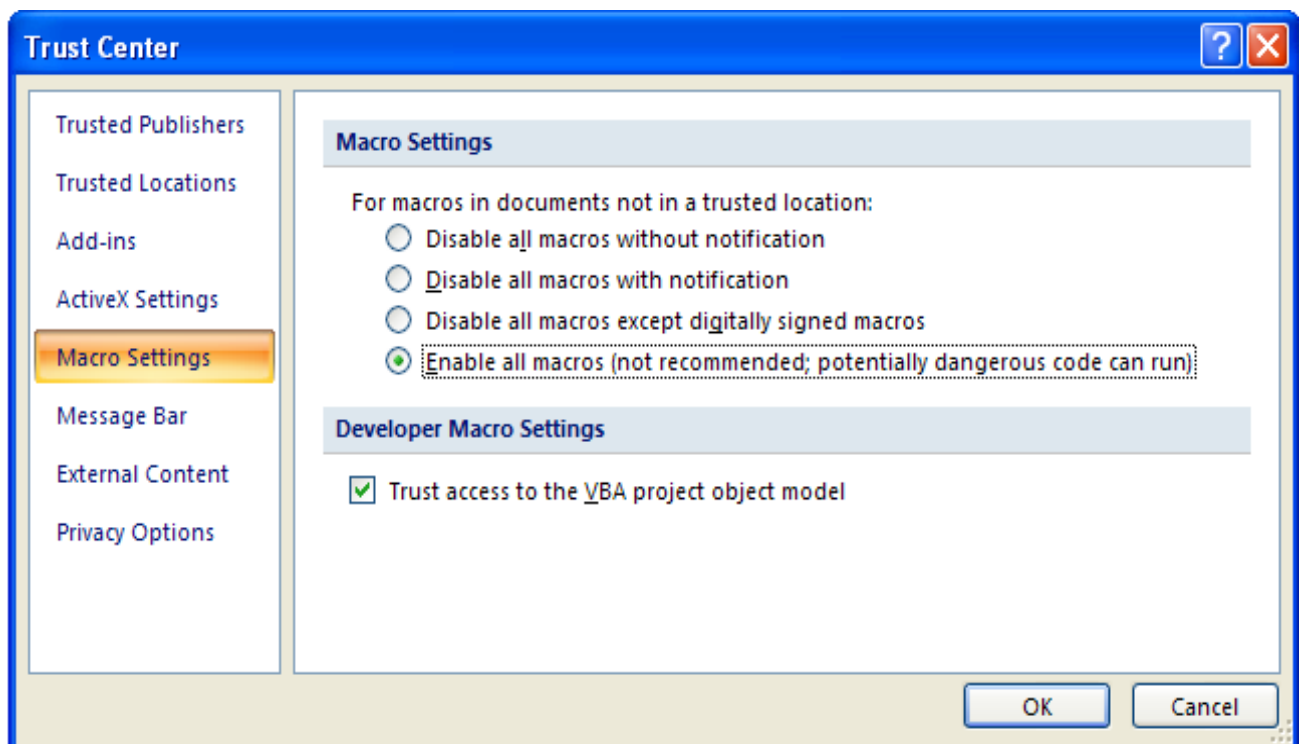 Trust Center
Trusted Publishers
Trusted Locations
Add-ins
ActiveX Settings
Macro Settings
Message Bar
External Content
Privacy Options
Macro Settings
For macros in documents not in a trusted location:
Disable all macros without notification
Disable all macros with notification
Disable all macros except digitally signed macros
Enable all macros (not recommended; potentially dangerous code can run)
Developer Macro Settings
Trust access to the VBA project object model
OK
Cancel